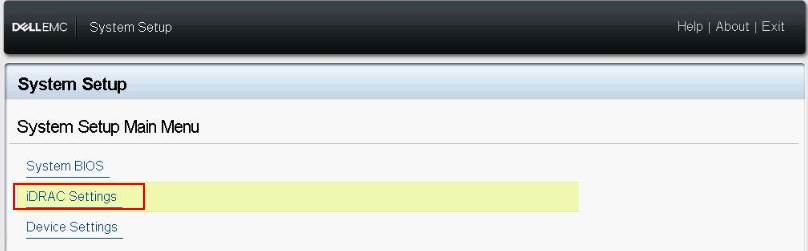 DELLEMC System Setup Help | About | Exit
System Setup
System Setup Main Menu
System BIOS
iDRAC Settings
Device Settings